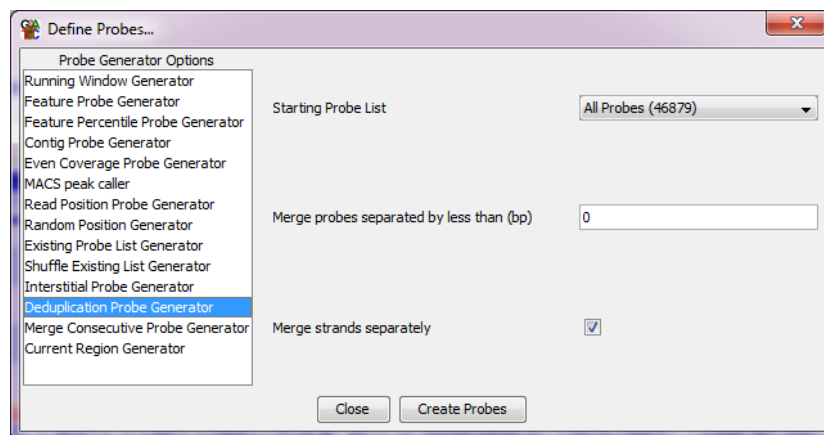 Define Probes...
Probe Generator Options
Running Window Generator
Feature Probe Generator
Feature Percentile Probe Generator
Contig Probe Generator
Even Coverage Probe Generator
MACS peak caller
Read Position Probe Generator
Random Position Generator
Existing Probe List Generator
Shuffle Existing List Generator
Interstitial Probe Generator
Deduplication Probe Generator
Merge Consecutive Probe Generator
Current Region Generator
Starting Probe List
All Probes (46879)
Merge probes separated by less than (bp)
0
Merge strands separately
Close
Create Probes